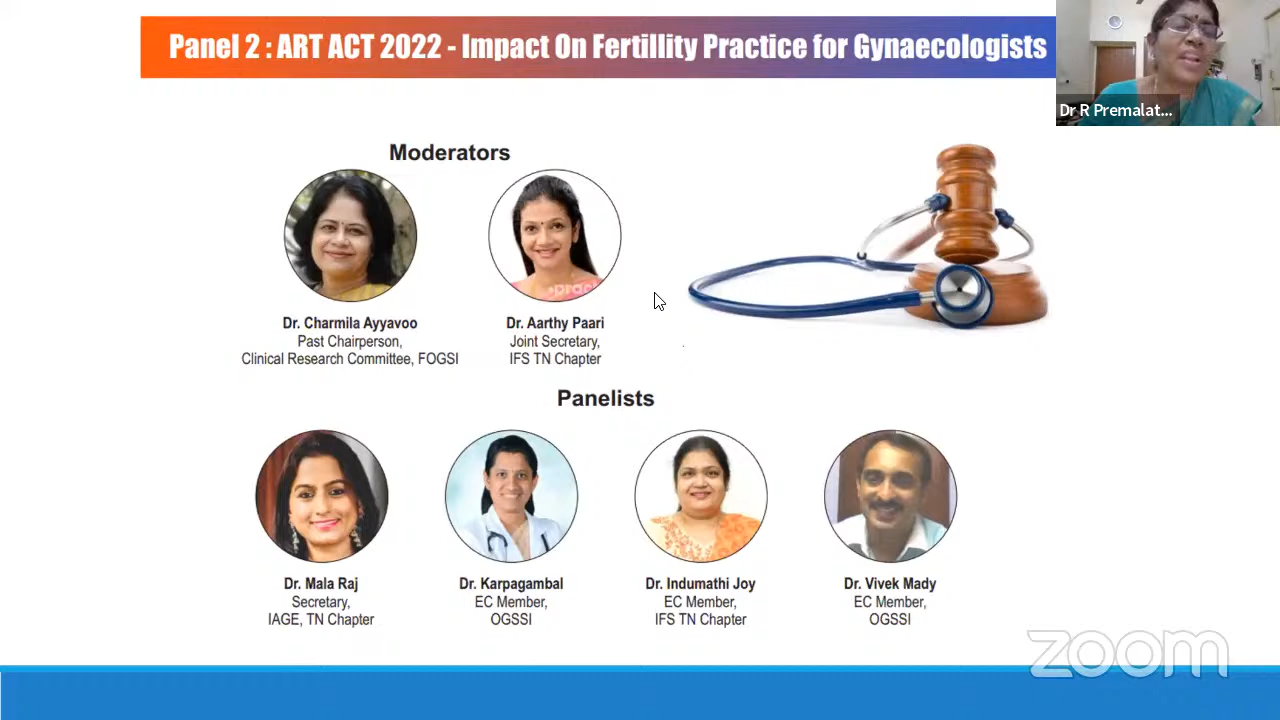 Panel 2 : ART ACT 2022 - Impact On Fertillity Practice for Gynaecologists
Dr R Premalat...
Moderators
Dr. Charmila Ayyavoo
Past Chairperson,
Clinical Research Committee, FOGSI
Dr. Aarthy Paari
Joint Secretary,
IFS TN Chapter
Panelists
Dr. Mala Raj
Secretary,
IAGE, TN Chapter
Dr. Karpagambal
EC Member,
OGSSI
Dr. Indumathi Joy
EC Member,
IFS TN Chapter
Dr. Vivek Mady
EC Member,
OGSSI
zoom